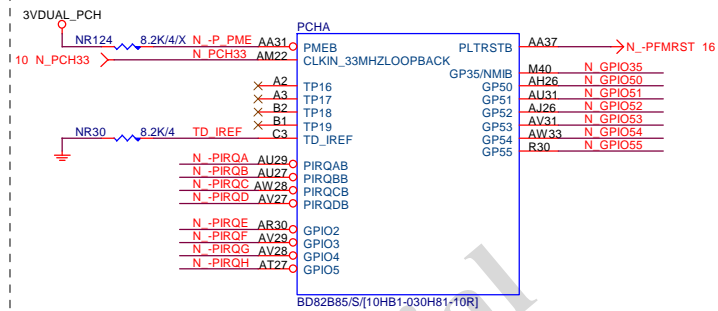 3VDUAL_PCH
PCHA
NR124 8.2K/4/X N_-P_PME AA31 PMEB PLTRSTB AA37 N_-PFMRST 16
10 N_PCH33 N_PCH33 AM22 CLKIN_33MHZLOOPBACK
GP35/NMIB M40 N_GPIO35
A2 TP16 GP50 AH26 N_GPIO50
A3 TP17 GP51 AU31 N_GPIO51
B2 TP18 GP52 AJ26 N_GPIO52
B1 TP19 GP53 AV31 N_GPIO53
NR30 8.2K/4 TD_IREF C3 TD_IREF GP54 AW33 N_GPIO54
GP55 R30 N_GPIO55
N_-PIRQA AU29 PIRQAB
N_-PIRQB AU27 PIRQBB
N_-PIRQC AW28 PIRQCB
N_-PIRQD AV27 PIRQDB
N_-PIRQE AR30 GPIO2
N_-PIRQF AV29 GPIO3
N_-PIRQG AV28 GPIO4
N_-PIRQH AT27 GPIO5
BD82B85/S/[10HB1-030H81-10R]